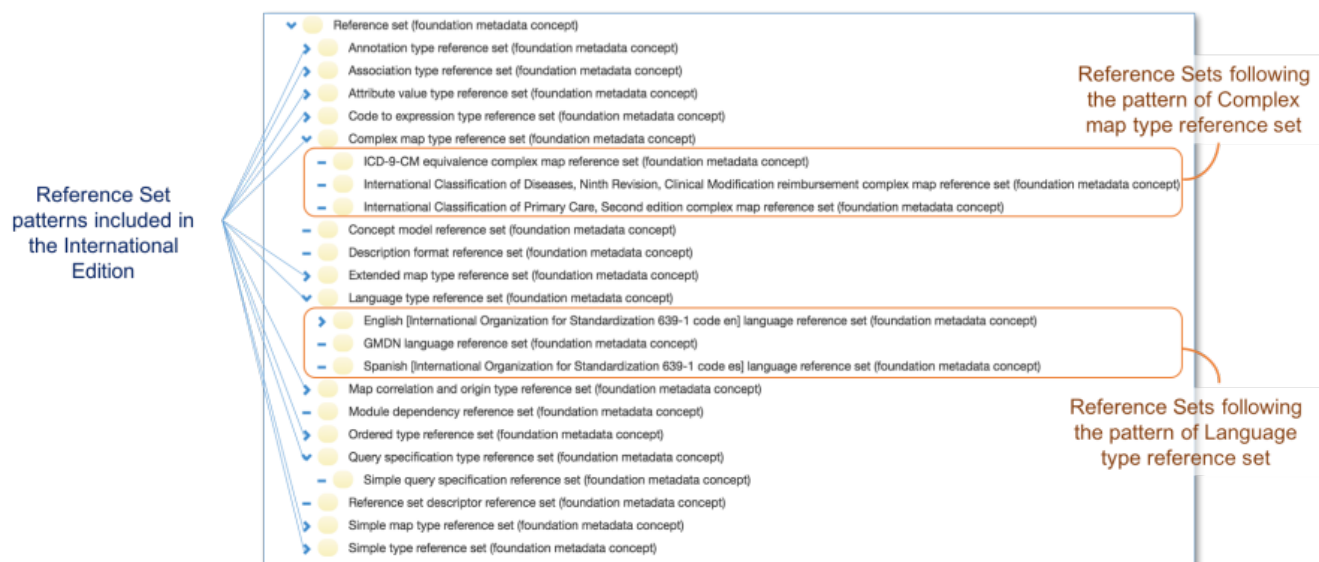 Reference set (foundation metadata concept)
Annotation type reference set (foundation metadata concept)
Association type reference set (foundation metadata concept)
Attribute value type reference set (foundation metadata concept)
Code to expression type reference set (foundation metadata concept)
Complex map type reference set (foundation metadata concept)
ICD-9-CM equivalence complex map reference set (foundation metadata concept)
International Classification of Diseases, Ninth Revision, Clinical Modification reimbursement complex map reference set (foundation metadata concept)
International Classification of Primary Care, Second edition complex map reference set (foundation metadata concept)
Concept model reference set (foundation metadata concept)
Description format reference set (foundation metadata concept)
Extended map type reference set (foundation metadata concept)
Language type reference set (foundation metadata concept)
English [International Organization for Standardization 639-1 code en] language reference set (foundation metadata concept)
GMDN language reference set (foundation metadata concept)
Spanish [International Organization for Standardization 639-1 code es] language reference set (foundation metadata concept)
Map correlation and origin type reference set (foundation metadata concept)
Module dependency reference set (foundation metadata concept)
Ordered type reference set (foundation metadata concept)
Query specification type reference set (foundation metadata concept)
Simple query specification reference set (foundation metadata concept)
Reference set descriptor reference set (foundation metadata concept)
Simple map type reference set (foundation metadata concept)
Simple type reference set (foundation metadata concept)
Reference Set
patterns included in
the International
Edition
Reference Sets following
the pattern of Complex
map type reference set
Reference Sets following
the pattern of Language
type reference set